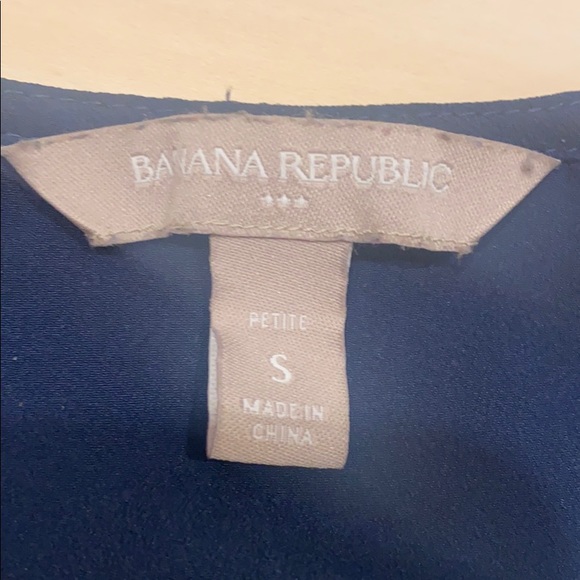 BANANA REPUBLIC
***
PETITE
S
MADE IN
CHINA